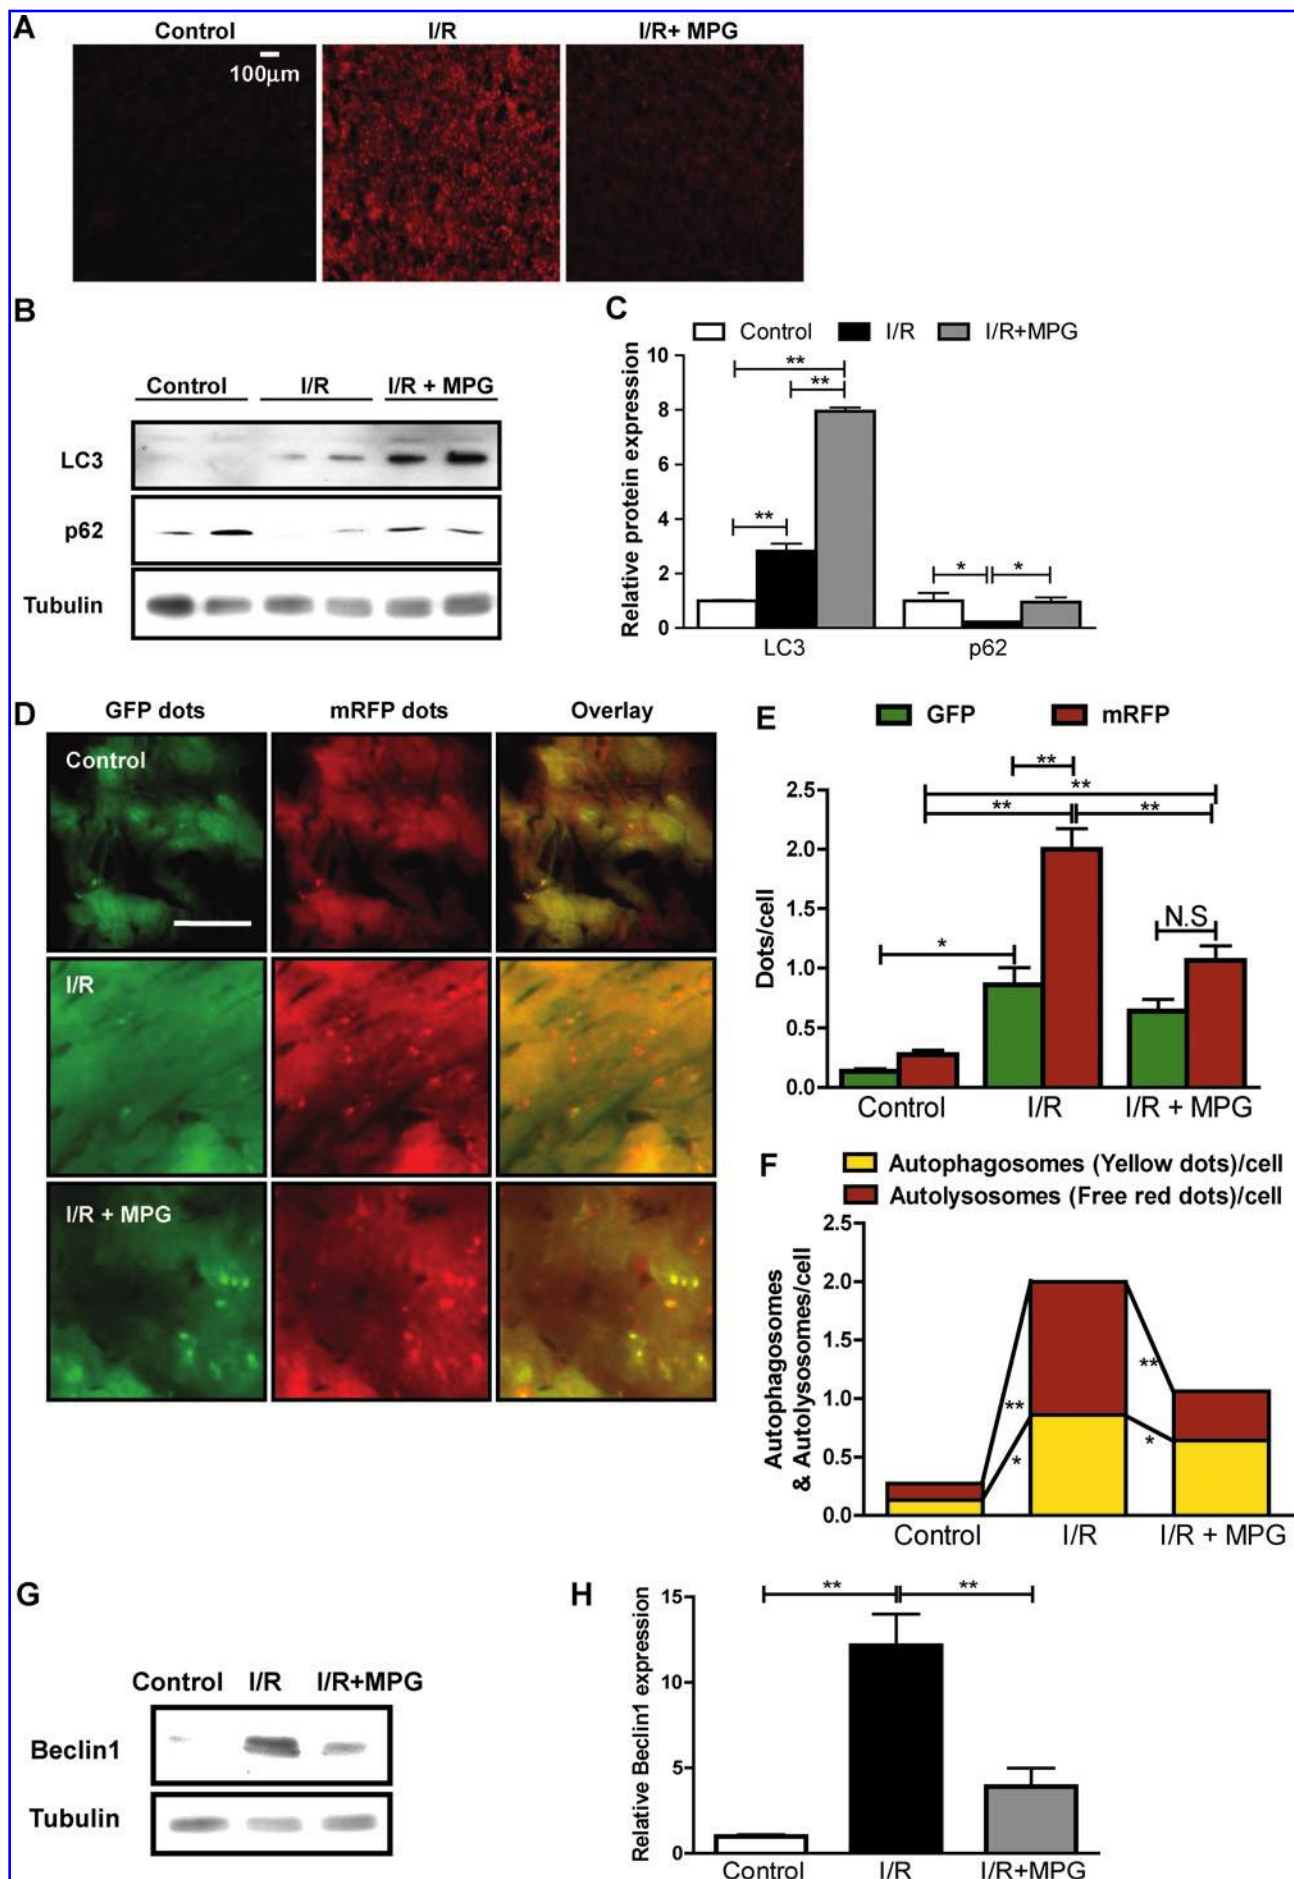 A
Control I/R I/R+ MPG
100μm
B
Control I/R I/R + MPG
LC3
p62
Tubulin
C
Control I/R I/R+MPG
Relative protein expression
10
8
6
4
2
0
** ** ** * *
LC3 p62
D
GFP dots mRFP dots Overlay
Control
I/R
I/R + MPG
E
GFP mRFP
Dots/cell
2.5
2.0
1.5
1.0
0.5
0.0
** ** ** ** * N.S
Control I/R I/R + MPG
F
Autophagosomes (Yellow dots)/cell
Autolysosomes (Free red dots)/cell
Autophagosomes
& Autolysosomes/cell
2.5
2.0
1.5
1.0
0.5
0.0
** * ** *
Control I/R I/R + MPG
G
Control I/R I/R+MPG
Beclin1
Tubulin
H
Relative Beclin1 expression
15
10
5
0
** **
Control I/R I/R+MPG